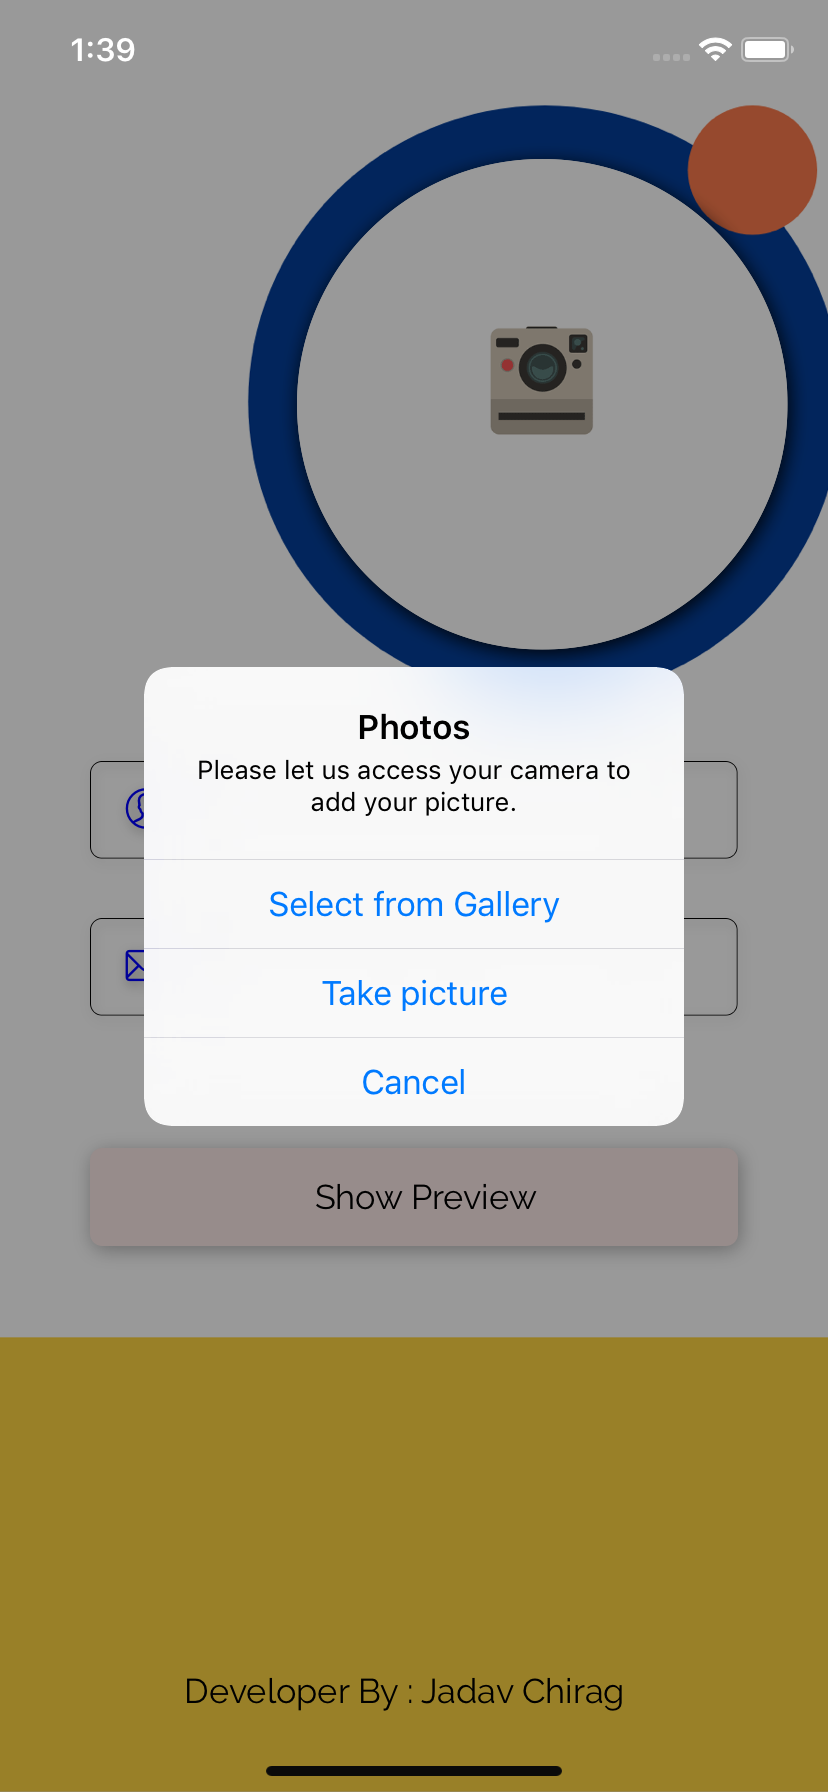 1:39
Photos
Please let us access your camera to
add your picture.
Select from Gallery
Take picture
Cancel
Show Preview
Developer By : Jadav Chirag